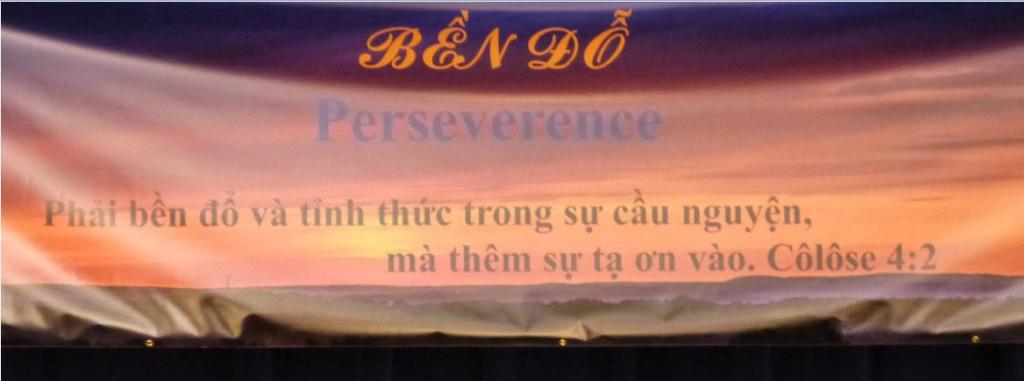 BỀN ĐỖ
Perseverence
Phải bền đổ và tỉnh thức trong sự cầu nguyện,
mà thêm sự tạ ơn vào. Côlôse 4:2